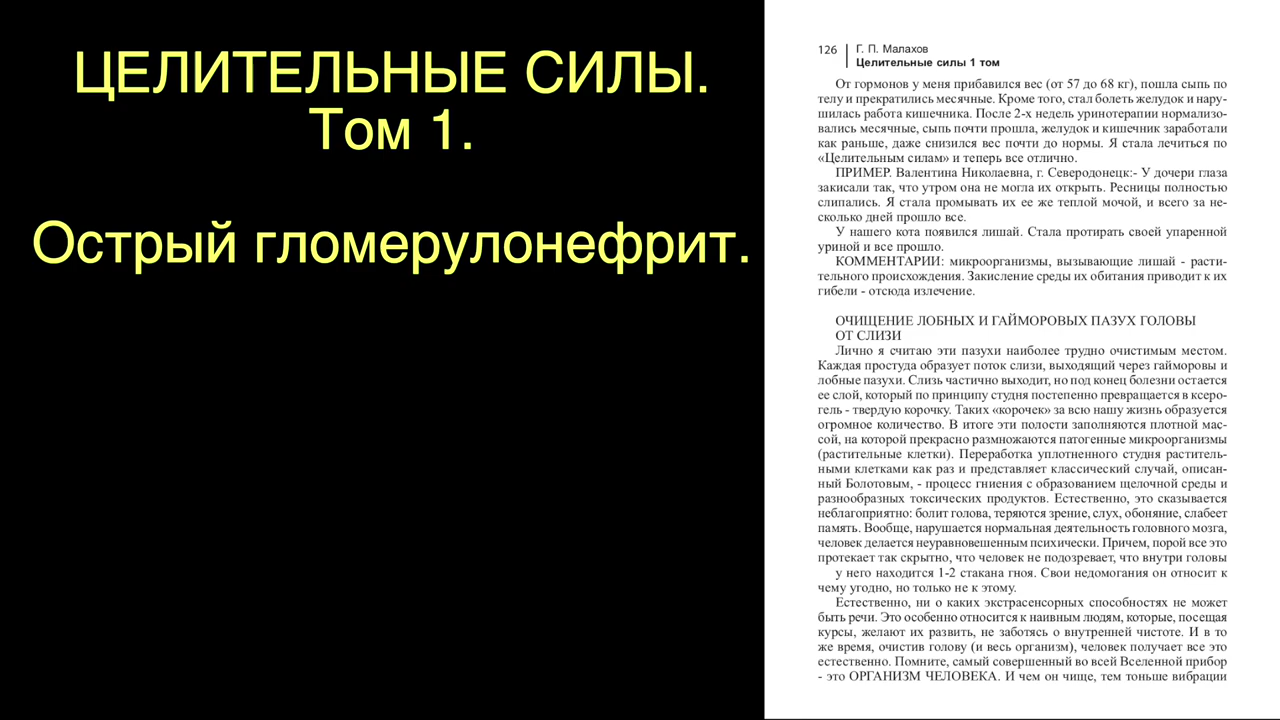 ЦЕЛИТЕЛЬНЫЕ СИЛЫ.
Том 1.
Острый гломерулонефрит.
126
Г. П. Малахов
Целительные силы 1 том
От гормонов у меня прибавился вес (от 57 до 68 кг), пошла сыпь по
телу и прекратились месячные. Кроме того, стал болеть желудок и нару-
шилась работа кишечника. После 2-х недель уринотерапии нормализо-
вались месячные, сыпь почти прошла, желудок и кишечник заработали
как раньше, даже снизился вес почти до нормы. Я стала лечиться по
«Целительным силам» и теперь все отлично.
ПРИМЕР. Валентина Николаевна, г. Северодонецк:- У дочери глаза
закисали так, что утром она не могла их открыть. Ресницы полностью
слипались. Я стала промывать их ее же теплой мочой, и всего за не-
сколько дней прошло все.
У нашего кота появился лишай. Стала протирать своей упаренной
уриной и все прошло.
КОММЕНТАРИИ: микроорганизмы, вызывающие лишай - расти-
тельного происхождения. Закисление среды их обитания приводит к их
гибели - отсюда излечение.
ОЧИЩЕНИЕ ЛОБНЫХ И ГАЙМОРОВЫХ ПАЗУХ ГОЛОВЫ
ОТ СЛИЗИ
Лично я считаю эти пазухи наиболее трудно очистимым местом.
Каждая простуда образует поток слизи, выходящий через гайморовы и
лобные пазухи. Слизь частично выходит, но под конец болезни остается
ее слой, который по принципу студня постепенно превращается в ксеро-
гель - твердую корочку. Таких «корочек» за всю нашу жизнь образуется
огромное количество. В итоге эти полости заполняются плотной мас-
сой, на которой прекрасно размножаются патогенные микроорганизмы
(растительные клетки). Переработка уплотненного студня раститель-
ными клетками как раз и представляет классический случай, описан-
ный Болотовым, - процесс гниения с образованием щелочной среды и
разнообразных токсических продуктов. Естественно, это сказывается
неблагоприятно: болит голова, теряются зрение, слух, обоняние, слабеет
память. Вообще, нарушается нормальная деятельность головного мозга,
человек делается неуравновешенным психически. Причем, порой все это
протекает так скрытно, что человек не подозревает, что внутри головы
у него находится 1-2 стакана гноя. Свои недомогания он относит к
чему угодно, но только не к этому.
Естественно, ни о каких экстрасенсорных способностях не может
быть речи. Это особенно относится к наивным людям, которые, посещая
курсы, желают их развить, не заботясь о внутренней чистоте. И в то
же время, очистив голову (и весь организм), человек получает все это
естественно. Помните, самый совершенный во всей Вселенной прибор
- это ОРГАНИЗМ ЧЕЛОВЕКА. И чем он чище, тем тоньше вибрации